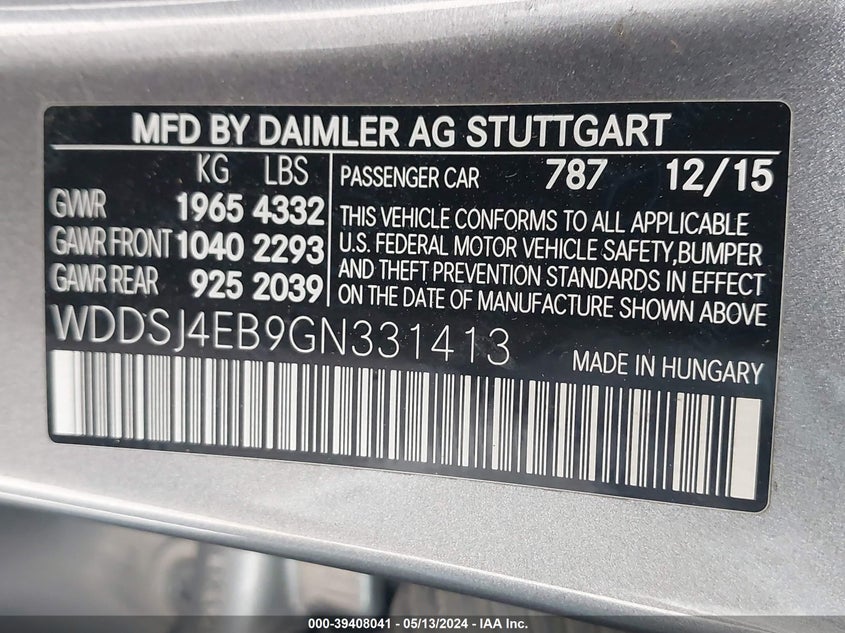 MFD BY DAIMLER AG STUTTGART
KG LBS
GVWR 1965 4332
GAWR FRONT 1040 2293
GAWR REAR 925 2039
PASSENGER CAR 787 12/15
THIS VEHICLE CONFORMS TO ALL APPLICABLE
U.S. FEDERAL MOTOR VEHICLE SAFETY,BUMPER
AND THEFT PREVENTION STANDARDS IN EFFECT
ON THE DATE OF MANUFACTURE SHOWN ABOVE
WDDSJ4EB9GN331413
MADE IN HUNGARY
000-39408041 / 05/13/2024 - IAA Inc.